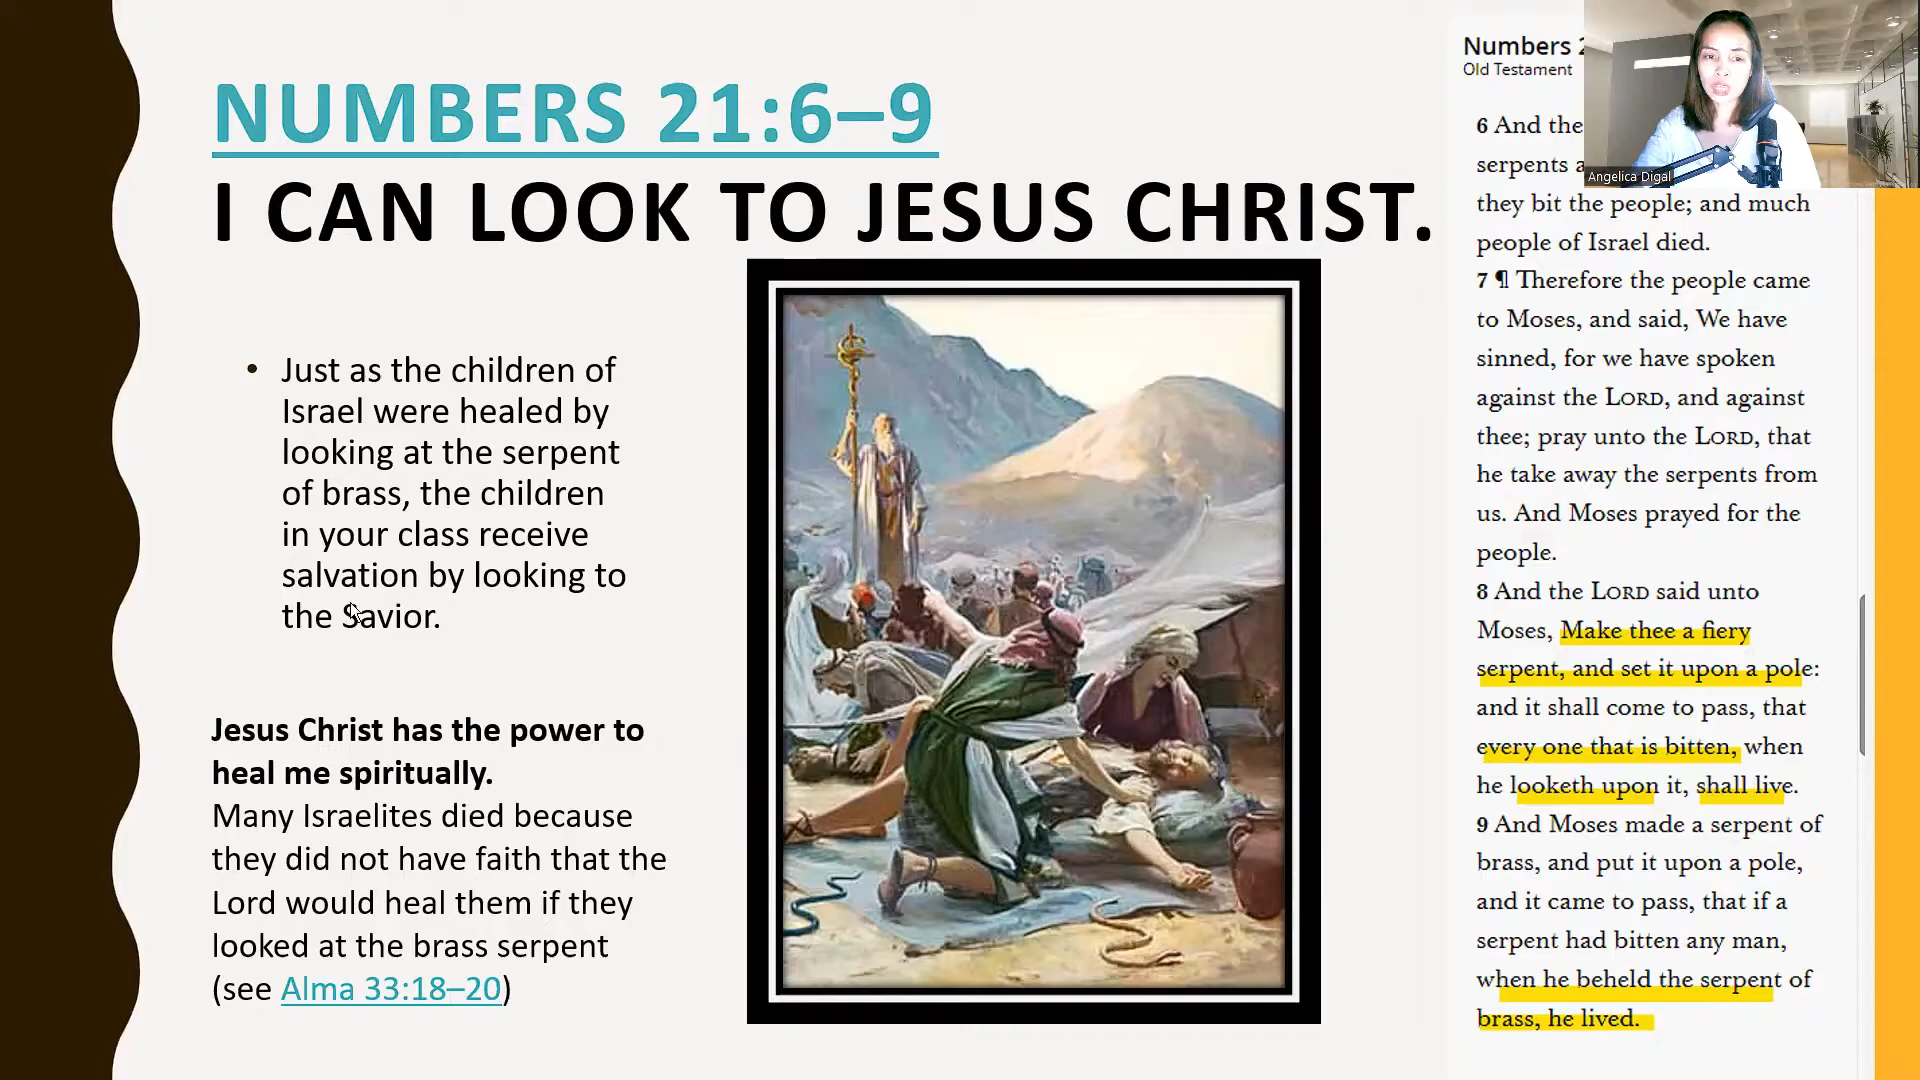 NUMBERS 21:6–9
I CAN LOOK TO JESUS CHRIST.
• Just as the children of
Israel were healed by
looking at the serpent
of brass, the children
in your class receive
salvation by looking to
the Savior.
Jesus Christ has the power to
heal me spiritually.
Many Israelites died because
they did not have faith that the
Lord would heal them if they
looked at the brass serpent
(see Alma 33:18–20)
Numbers
Old Testament
6 And the
serpents
they bit the people; and much
people of Israel died.
7 ¶ Therefore the people came
to Moses, and said, We have
sinned, for we have spoken
against the LORD, and against
thee; pray unto the LORD, that
he take away the serpents from
us. And Moses prayed for the
people.
8 And the LORD said unto
Moses, Make thee a fiery
serpent, and set it upon a pole:
and it shall come to pass, that
every one that is bitten, when
he looketh upon it, shall live.
9 And Moses made a serpent of
brass, and put it upon a pole,
and it came to pass, that if a
serpent had bitten any man,
when he beheld the serpent of
brass, he lived.
Angelica Digal